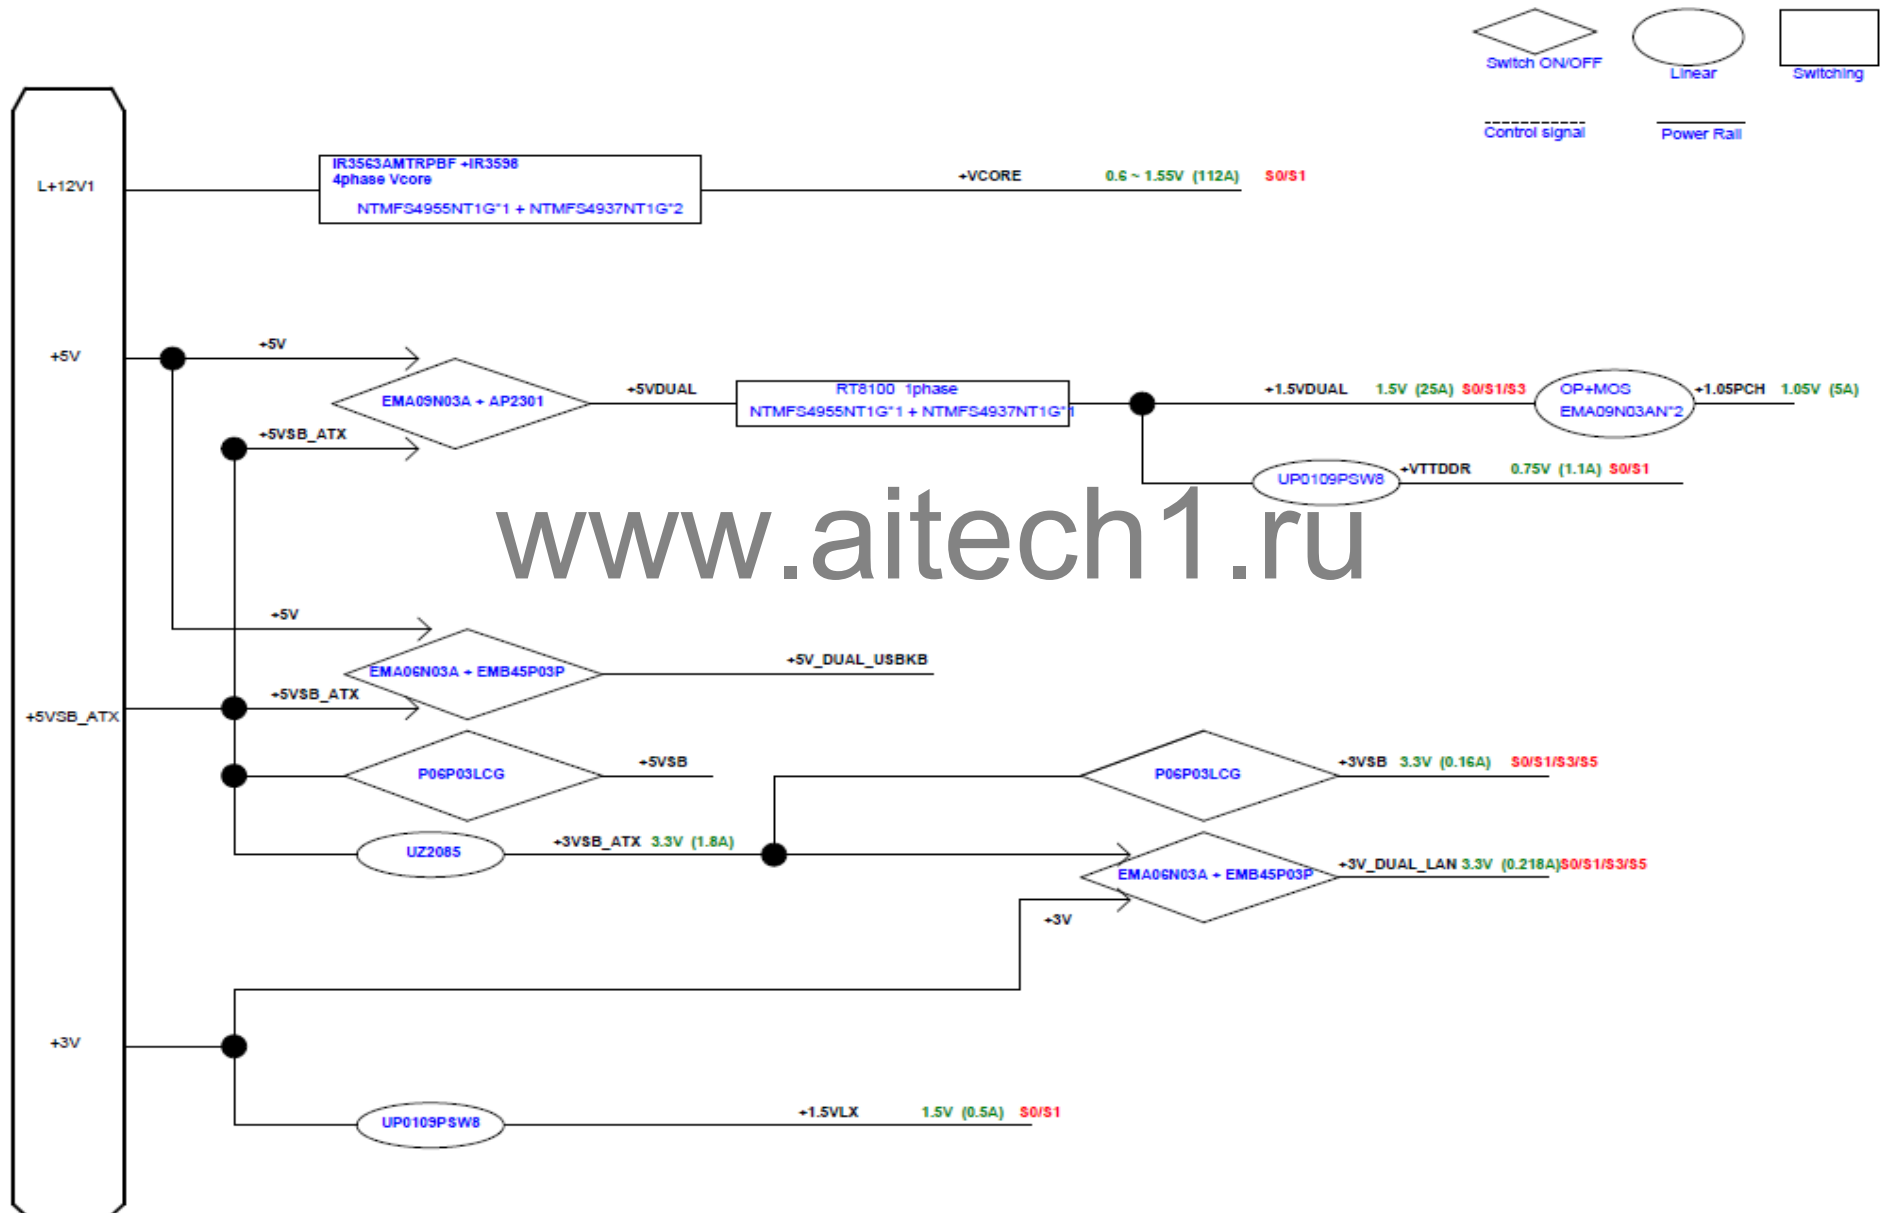 Switch ON/OFF
Linear
Switching
Control signal
Power Rail
L+12V1
IR3563AMTRPBF +IR3598
4phase Vcore
NTMFS4955NT1G*1 + NTMFS4937NT1G*2
+VCORE 0.6 ~ 1.55V (112A) S0/S1
+5V
+5V
EMA09N03A + AP2301
+5VSB_ATX
+5VDUAL
RT8100 1phase
NTMFS4955NT1G*1 + NTMFS4937NT1G*1
+1.5VDUAL 1.5V (25A) S0/S1/S3
OP+MOS
EMA09N03AN*2
+1.05PCH 1.05V (5A)
UP0109PSW8
+VTTDDR 0.75V (1.1A) S0/S1
www.aitech1.ru
+5V
EMA06N03A + EMB45P03P
+5V_DUAL_USBKB
+5VSB_ATX
+5VSB_ATX
P06P03LCG
+5VSB
P06P03LCG
+3VSB 3.3V (0.16A) S0/S1/S3/S5
UZ2085
+3VSB_ATX 3.3V (1.8A)
EMA06N03A + EMB45P03P
+3V_DUAL_LAN 3.3V (0.218A)S0/S1/S3/S5
+3V
+3V
UP0109PSW8
+1.5VLX 1.5V (0.5A) S0/S1